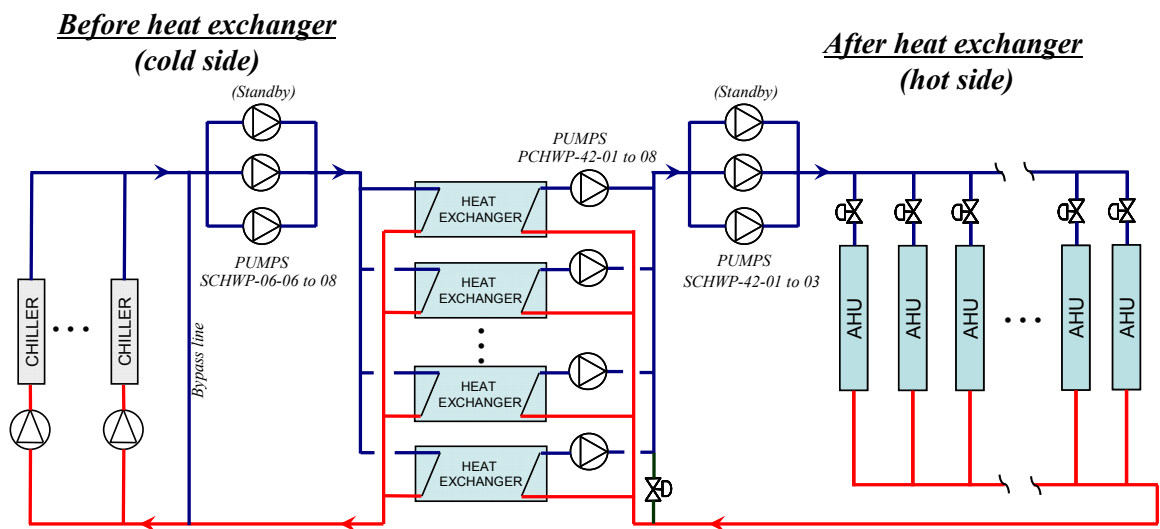 Before heat exchanger
(cold side)
After heat exchanger
(hot side)
(Standby)
(Standby)
PUMPS
PCHWP-42-01 to 08
HEAT
EXCHANGER
PUMPS
SCHWP-06-06 to 08
PUMPS
SCHWP-42-01 to 03
HEAT
EXCHANGER
HEAT
EXCHANGER
HEAT
EXCHANGER
CHILLER
CHILLER
Bypass line
AHU
AHU
AHU
AHU
AHU